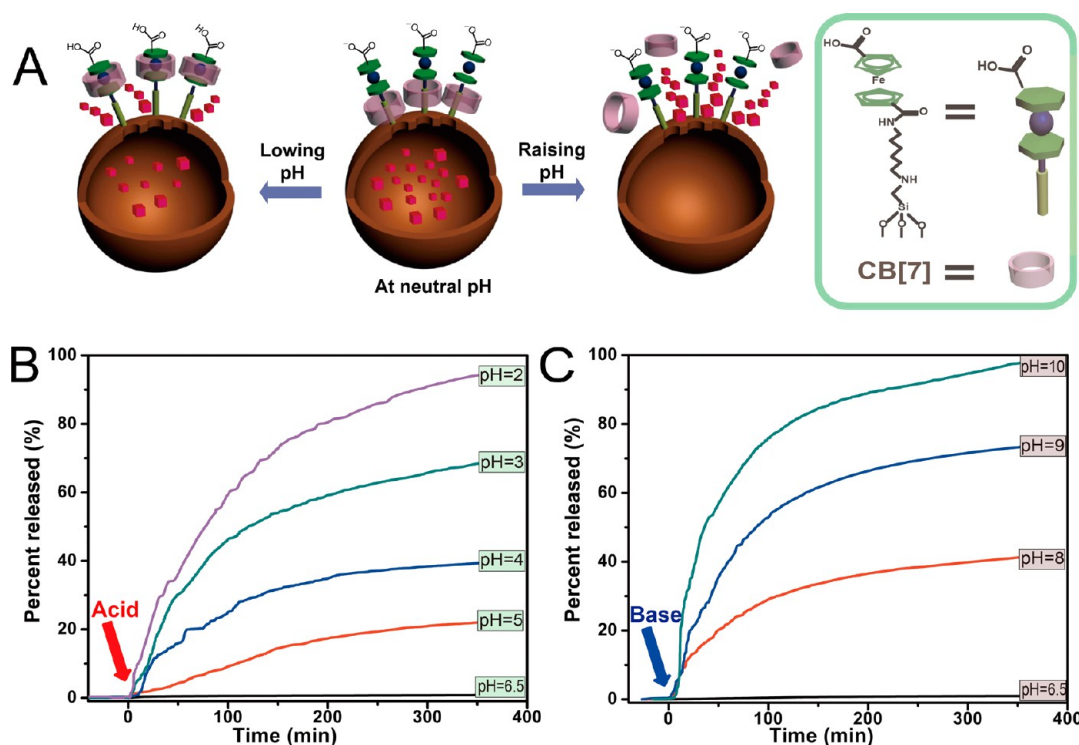 A
HO
O
HO
O
H
O
O
-O
O
-O
O
-O
O
-O
O
-O
O
-O
O
Lowing
pH
Raising
pH
At neutral pH
HO
O
Fe
O
HN
NH
Si
O O O
=
HO
O
CB[7] =
B
Percent released (%)
100
80
60
40
20
0
pH=2
pH=3
pH=4
pH=5
pH=6.5
Acid
0 100 200 300 400
Time (min)
C
Percent released (%)
100
80
60
40
20
0
pH=10
pH=9
pH=8
pH=6.5
Base
0 100 200 300 400
Time (min)